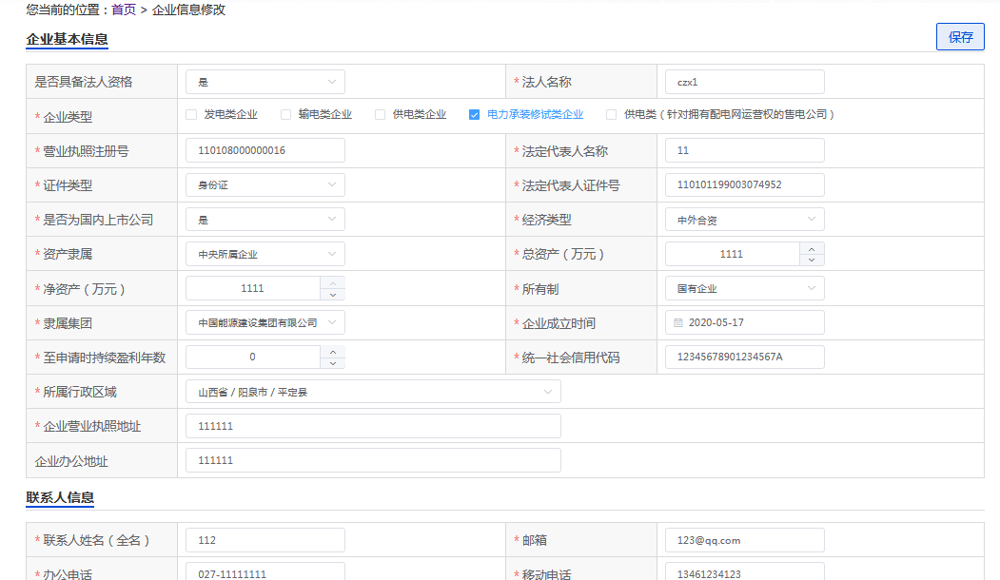 您当前的位置：首页 > 企业信息修改
企业基本信息 保存
是否具备法人资格 是 *法人名称 czx1
*企业类型 发电类企业 输电类企业 供电类企业 电力承装修试类企业 供电类（针对拥有配电网运营权的售电公司）
*营业执照注册号 110108000000016 *法定代表人名称 11
*证件类型 身份证 *法定代表人证件号 110101199003074952
*是否为国内上市公司 是 *经济类型 中外合资
*资产隶属 中央所属企业 *总资产（万元） 1111
*净资产（万元） 1111 *所有制 国有企业
*隶属集团 中国能源建设集团有限公司 *企业成立时间 2020-05-17
*至申请时持续盈利年数 0 *统一社会信用代码 12345678901234567A
*所属行政区域 山西省 / 阳泉市 / 平定县
*企业营业执照地址 111111
企业办公地址 111111
联系人信息
*联系人姓名（全名） 112 *邮箱 123@qq.com
*办公电话 027-11111111 *移动电话 13461234123